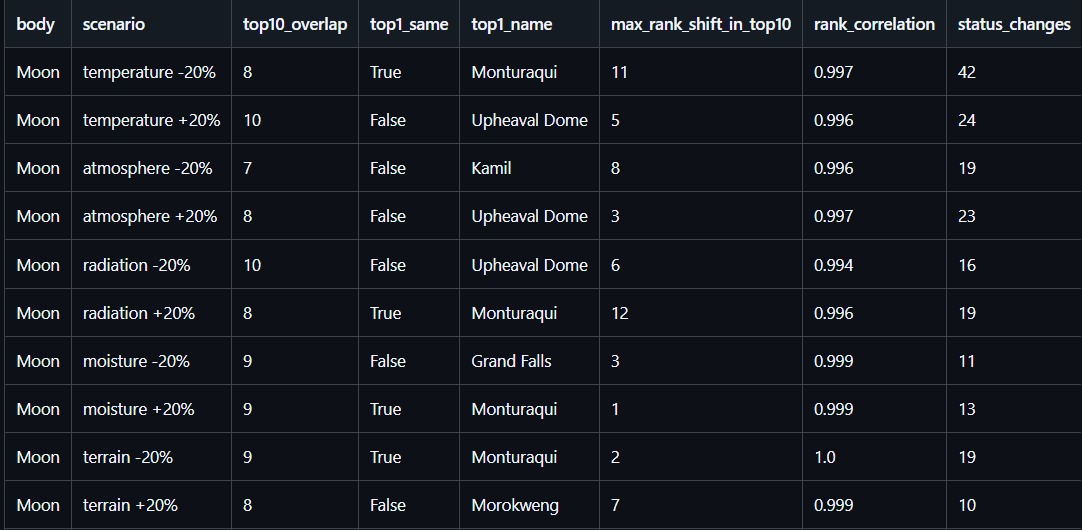 body scenario top10_overlap top1_same top1_name max_rank_shift_in_top10 rank_correlation status_changes
Moon temperature -20% 8 True Monturaqui 11 0.997 42
Moon temperature +20% 10 False Upheaval Dome 5 0.996 24
Moon atmosphere -20% 7 False Kamil 8 0.996 19
Moon atmosphere +20% 8 False Upheaval Dome 3 0.997 23
Moon radiation -20% 10 False Upheaval Dome 6 0.994 16
Moon radiation +20% 8 True Monturaqui 12 0.996 19
Moon moisture -20% 9 False Grand Falls 3 0.999 11
Moon moisture +20% 9 True Monturaqui 1 0.999 13
Moon terrain -20% 9 True Monturaqui 2 1.0 19
Moon terrain +20% 8 False Morokweng 7 0.999 10